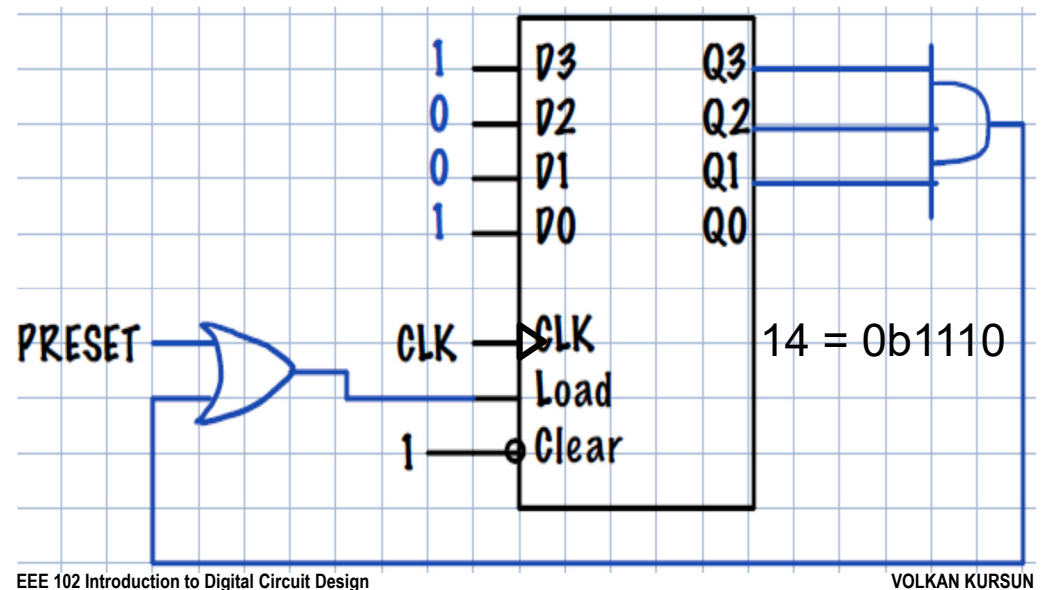 1 D3 Q3
0 D2 Q2
0 D1 Q1
1 D0 Q0
PRESET CLK CLK 14 = 0b1110
Load
1 Clear
EEE 102 Introduction to Digital Circuit Design VOLKAN KURSUN